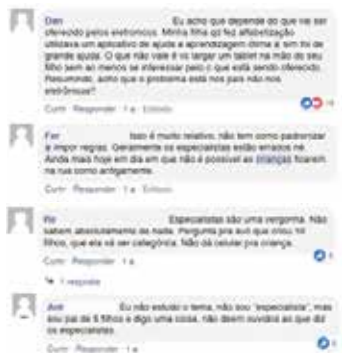 Dan Eu acho que depende do que vai ser
oferecido pelos eletrônicos. Minha filha qd fez alfabetização
utilizava um aplicativo de ajuda a aprendizagem ótimo e sim foi de
grande ajuda. O que não vale é vc largar um tablet na mão do seu
filho sem ao menos se interessar pelo o que está sendo oferecido.
Resumindo, acho que o problema está nos pais não nos
eletrônicos!!
Curtir Responder 1 a Editado
Fer Isso é muito relativo, não tem como padronizar
e impor regras. Geralmente os especialistas estão errados né.
Ainda mais hoje em dia em que não é possível as crianças ficarem
na rua como antigamente.
Curtir Responder 1 a Editado
Especialistas são uma vergonha. Não
sabem absolutamente de nada. Pergunta pra avó que criou 10
filhos, que ela vai ser categórica. Não dá celular pra criança.
Curtir Responder 1 a
1 resposta
Eu não estudo o tema, não sou "especialista", mas
sou pai de 5 filhos e digo uma coisa, não deem ouvidos ao que diz
os especialistas.
Curtir Responder 1 a